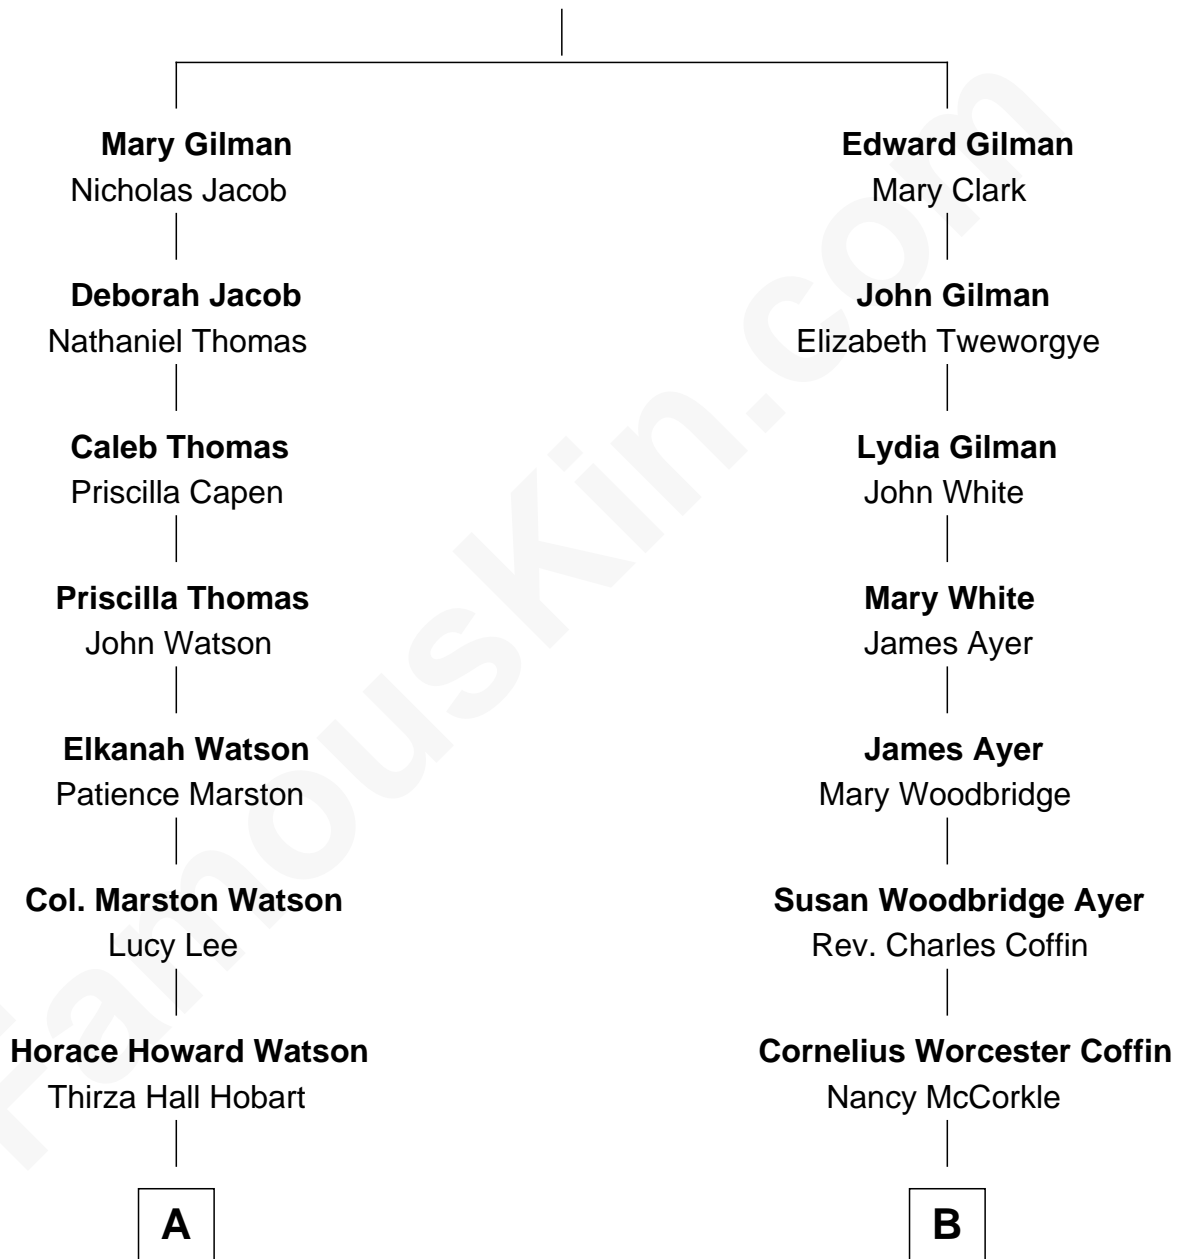 Mary Gilman
Nicholas Jacob
Edward Gilman
Mary Clark
Deborah Jacob
Nathaniel Thomas
John Gilman
Elizabeth Tweworgye
Caleb Thomas
Priscilla Capen
Lydia Gilman
John White
Priscilla Thomas
John Watson
Mary White
James Ayer
Elkanah Watson
Patience Marston
James Ayer
Mary Woodbridge
Col. Marston Watson
Lucy Lee
Susan Woodbridge Ayer
Rev. Charles Coffin
Horace Howard Watson
Thirza Hall Hobart
Cornelius Worcester Coffin
Nancy McCorkle
A
B
FamousKin.com